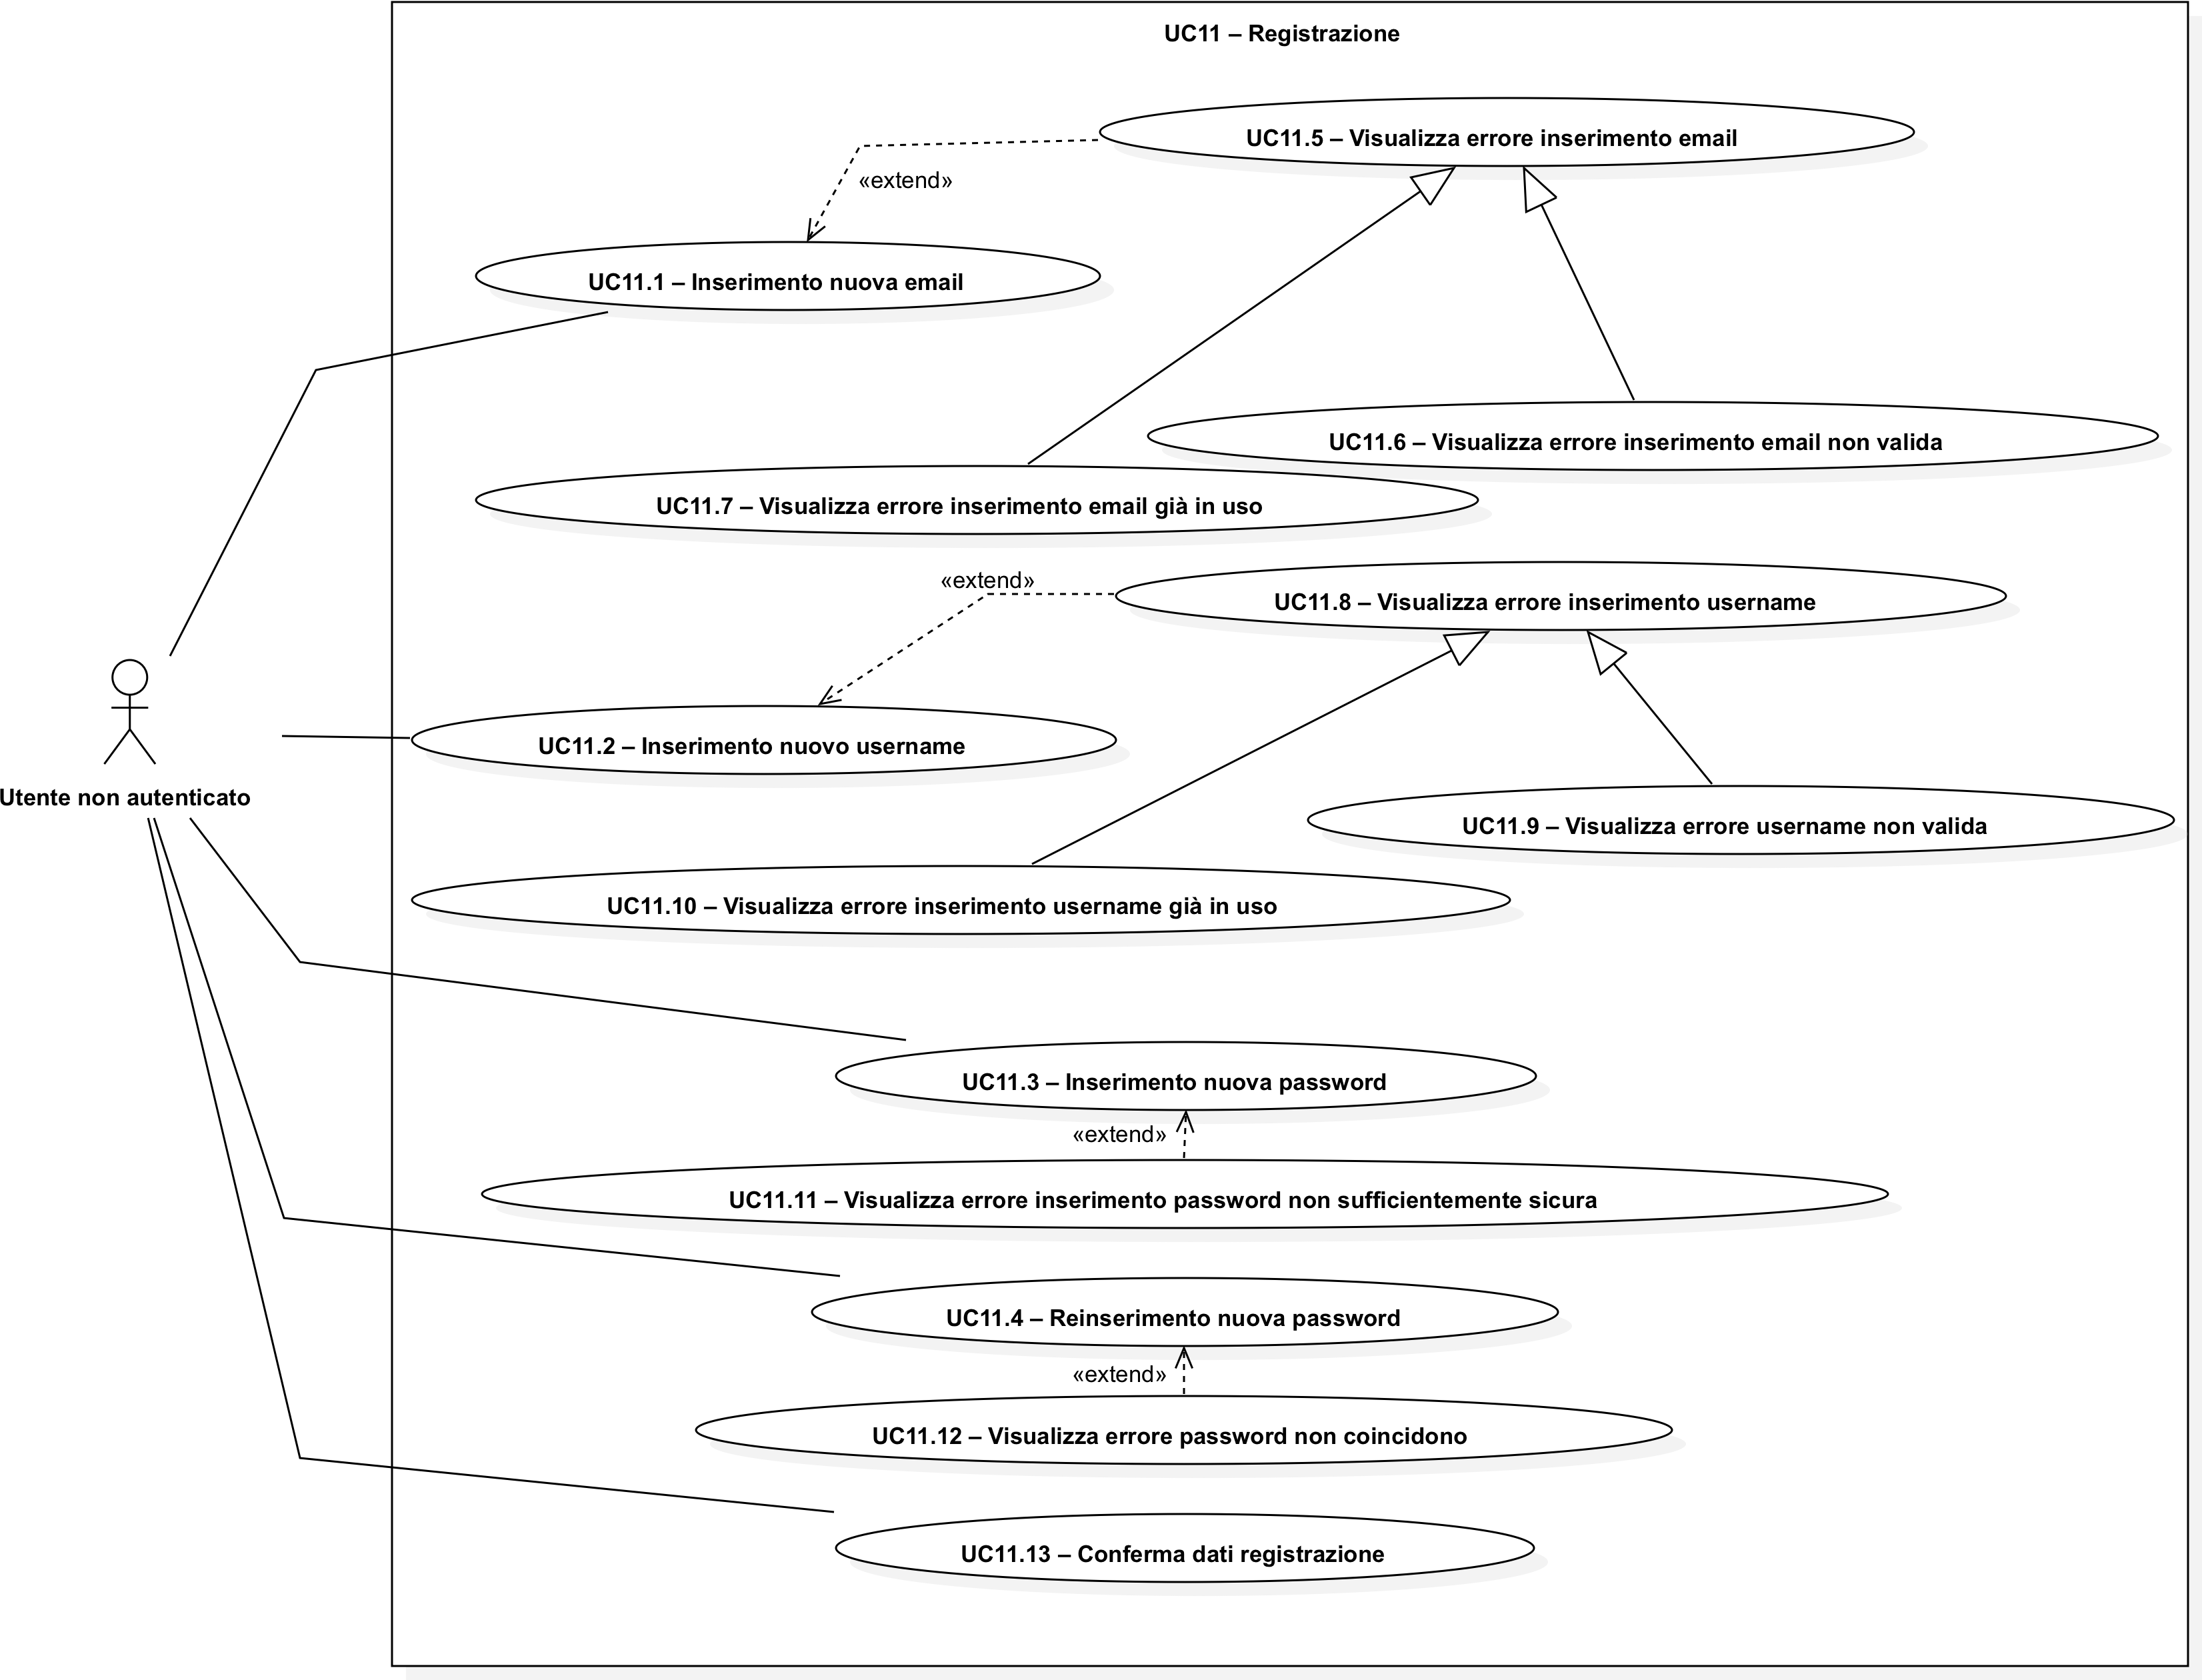 UC11 – Registrazione
UC11.5 – Visualizza errore inserimento email
«extend»
UC11.1 – Inserimento nuova email
UC11.6 – Visualizza errore inserimento email non valida
UC11.7 – Visualizza errore inserimento email già in uso
«extend»
UC11.8 – Visualizza errore inserimento username
UC11.2 – Inserimento nuovo username
Utente non autenticato
UC11.9 – Visualizza errore username non valida
UC11.10 – Visualizza errore inserimento username già in uso
UC11.3 – Inserimento nuova password
«extend»
UC11.11 – Visualizza errore inserimento password non sufficientemente sicura
UC11.4 – Reinserimento nuova password
«extend»
UC11.12 – Visualizza errore password non coincidono
UC11.13 – Conferma dati registrazione